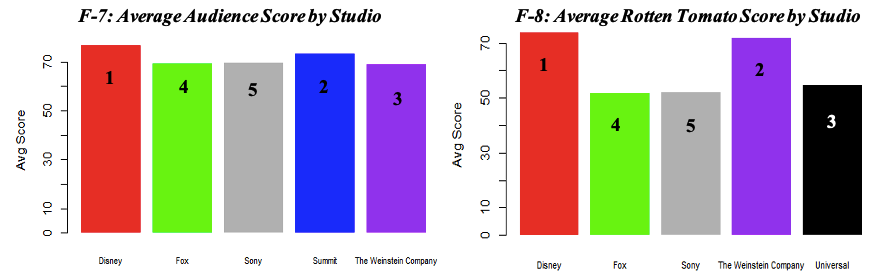 F-7: Average Audience Score by Studio
Avg Score
70
50
30
10
0
1
4
5
2
3
Disney
Fox
Sony
Summit
The Weinstein Company
F-8: Average Rotten Tomato Score by Studio
Avg Score
70
50
30
10
0
1
4
5
2
3
Disney
Fox
Sony
The Weinstein Company
Universal